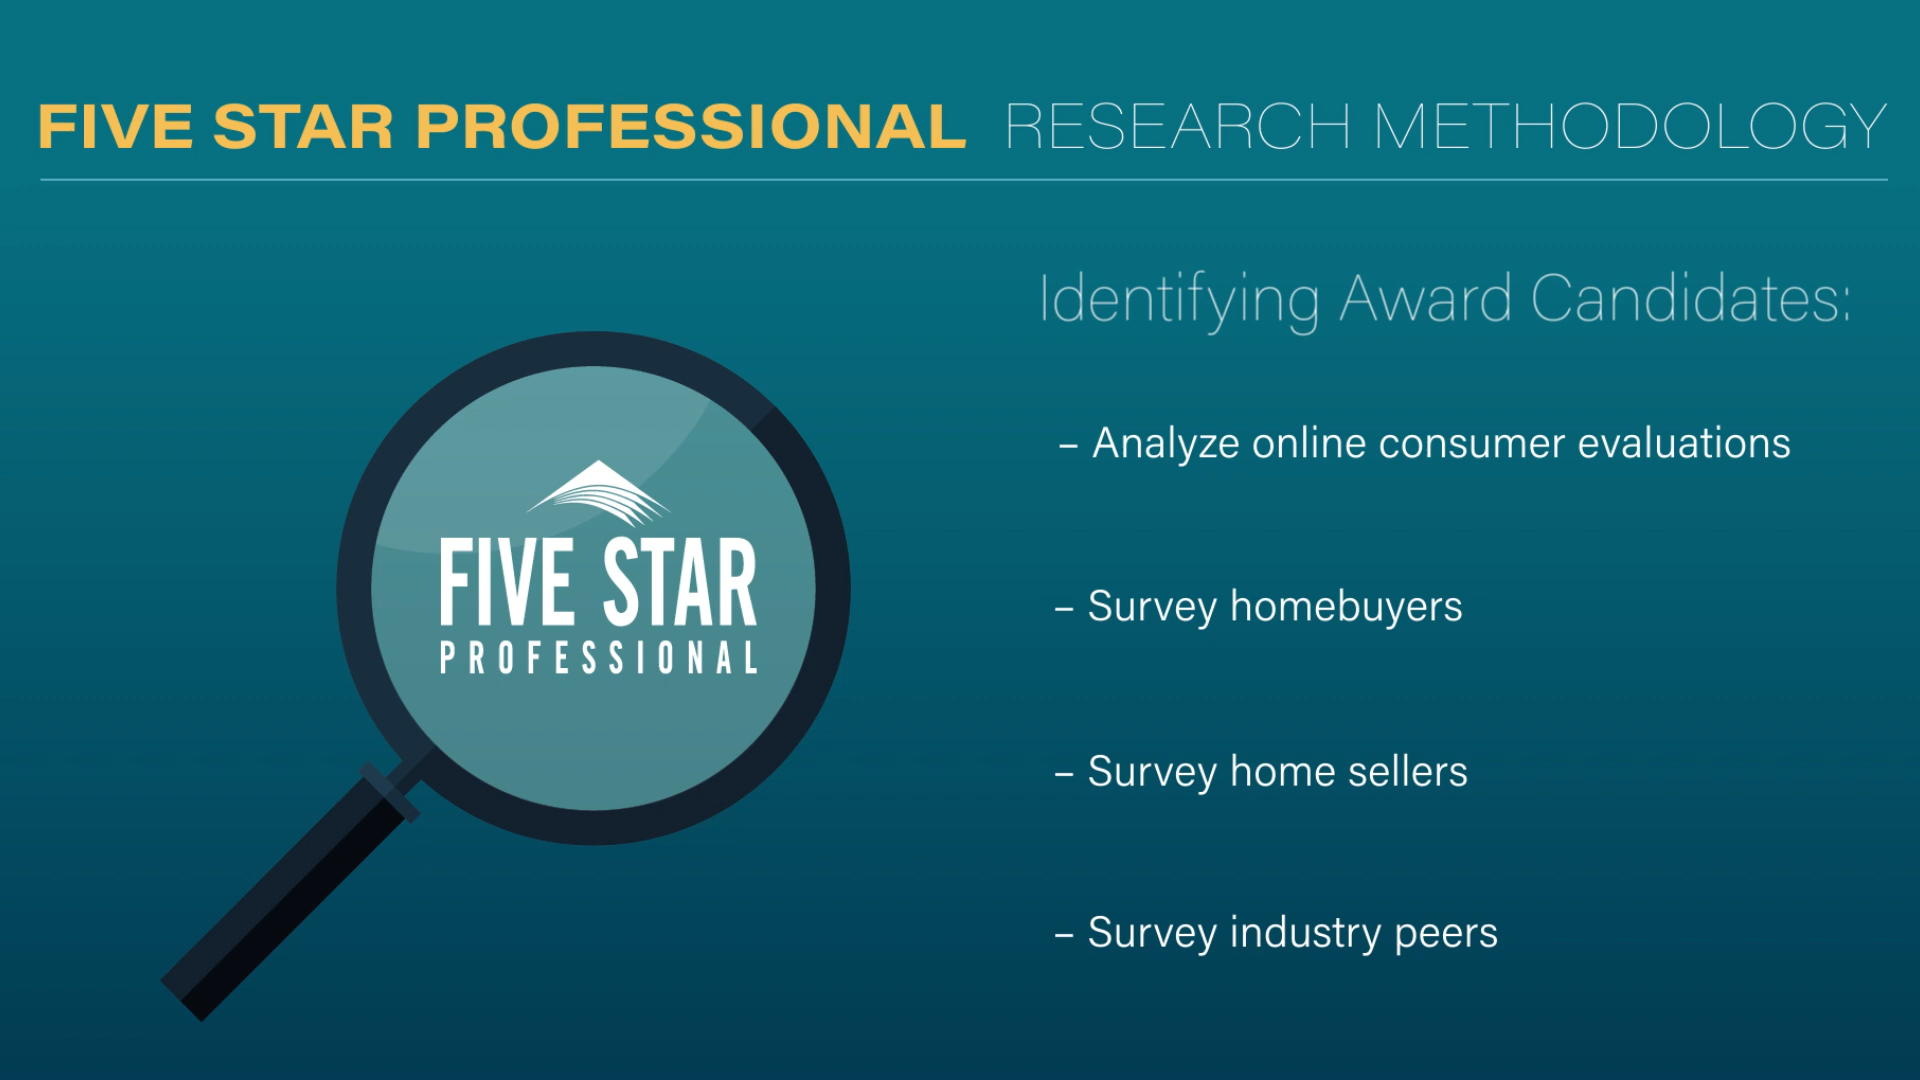 FIVE STAR PROFESSIONAL RESEARCH METHODOLOGY
Identifying Award Candidates:
– Analyze online consumer evaluations
– Survey homebuyers
– Survey home sellers
– Survey industry peers
FIVE STAR
PROFESSIONAL